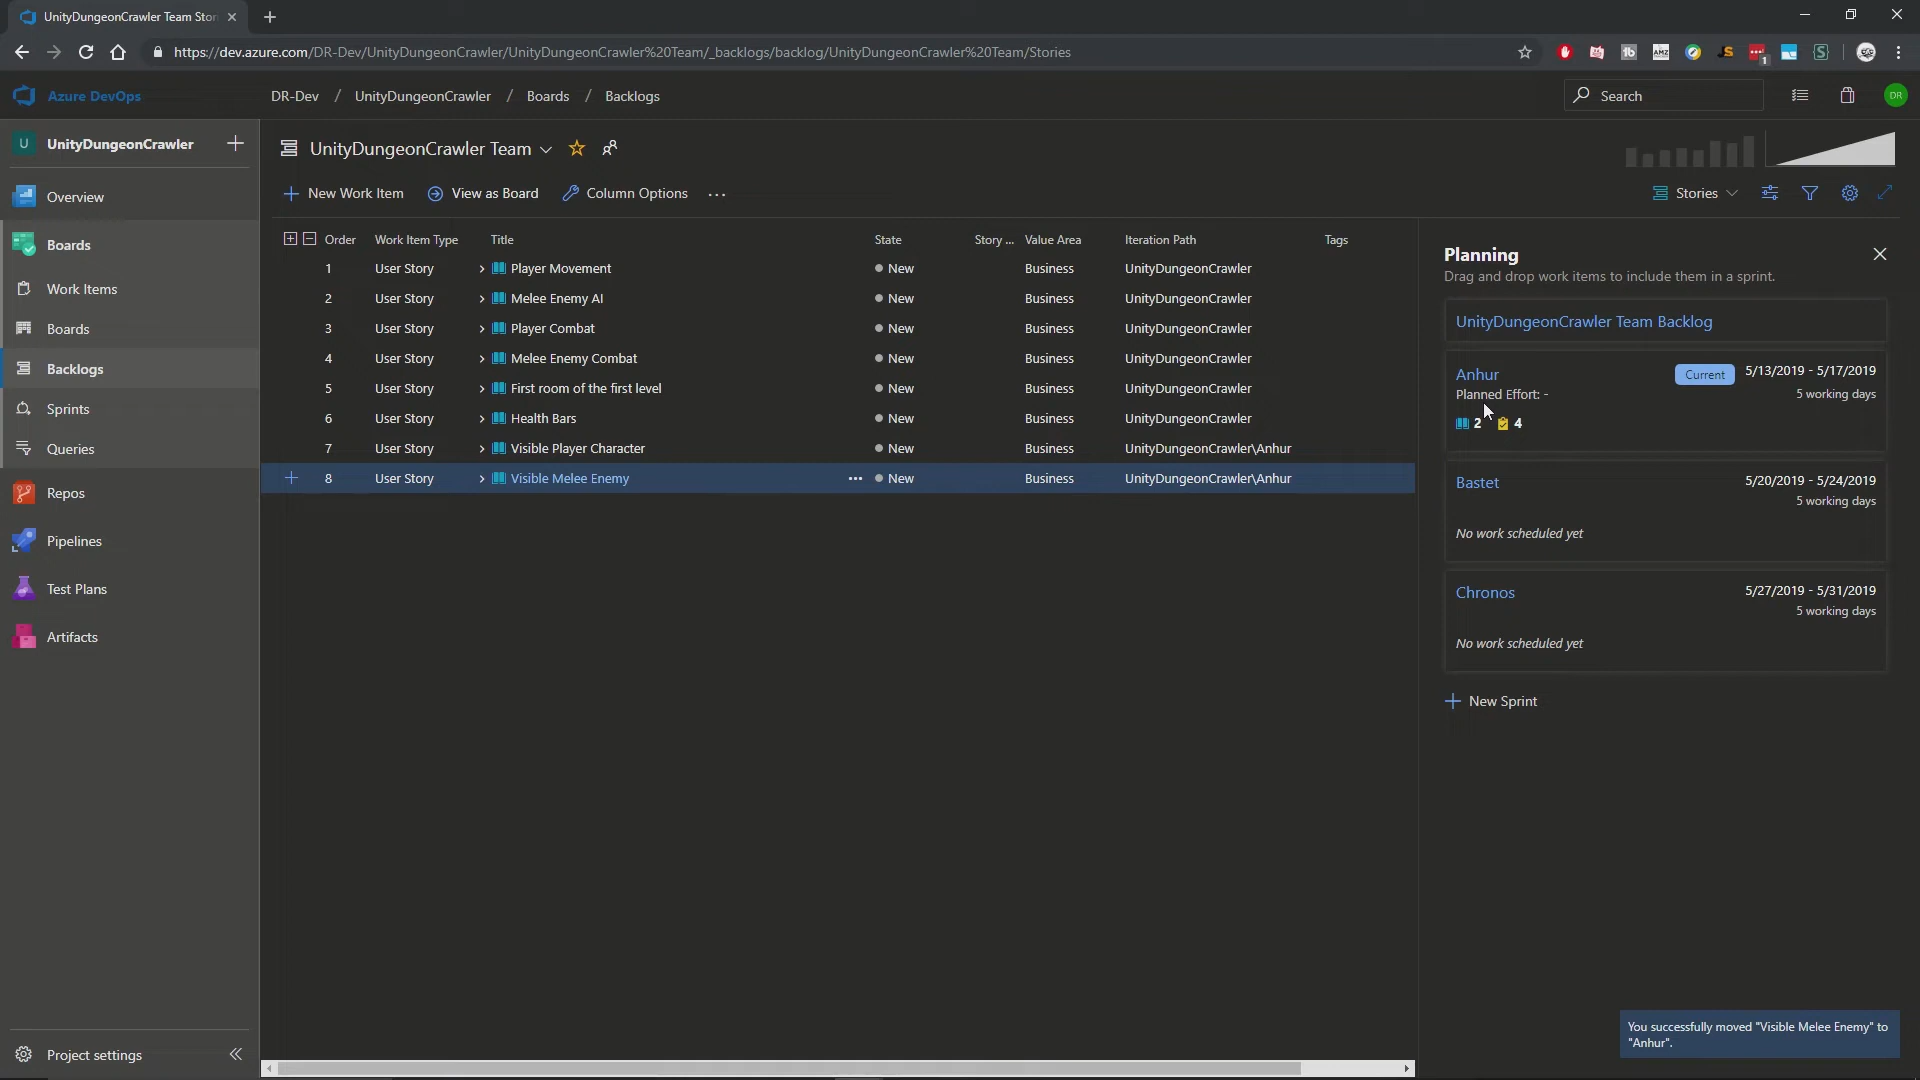 UnityDungeonCrawler Team Stor
https://dev.azure.com/DR-Dev/UnityDungeonCrawler/UnityDungeonCrawler%20Team/_backlogs/backlog/UnityDungeonCrawler%20Team/Stories
Azure DevOps
DR-Dev / UnityDungeonCrawler / Boards / Backlogs
Search
DR
U UnityDungeonCrawler
Overview
Boards
Work Items
Boards
Backlogs
Sprints
Queries
Repos
Pipelines
Test Plans
Artifacts
Project settings
UnityDungeonCrawler Team
New Work Item View as Board Column Options ...
Stories
Order Work Item Type Title State Story ... Value Area Iteration Path Tags
1 User Story Player Movement New Business UnityDungeonCrawler
2 User Story Melee Enemy AI New Business UnityDungeonCrawler
3 User Story Player Combat New Business UnityDungeonCrawler
4 User Story Melee Enemy Combat New Business UnityDungeonCrawler
5 User Story First room of the first level New Business UnityDungeonCrawler
6 User Story Health Bars New Business UnityDungeonCrawler
7 User Story Visible Player Character New Business UnityDungeonCrawler\Anhur
8 User Story Visible Melee Enemy ... New Business UnityDungeonCrawler\Anhur
Planning
Drag and drop work items to include them in a sprint.
UnityDungeonCrawler Team Backlog
Anhur Current 5/13/2019 - 5/17/2019
Planned Effort: - 5 working days
2 4
Bastet 5/20/2019 - 5/24/2019
5 working days
No work scheduled yet
Chronos 5/27/2019 - 5/31/2019
5 working days
No work scheduled yet
New Sprint
You successfully moved "Visible Melee Enemy" to
"Anhur".